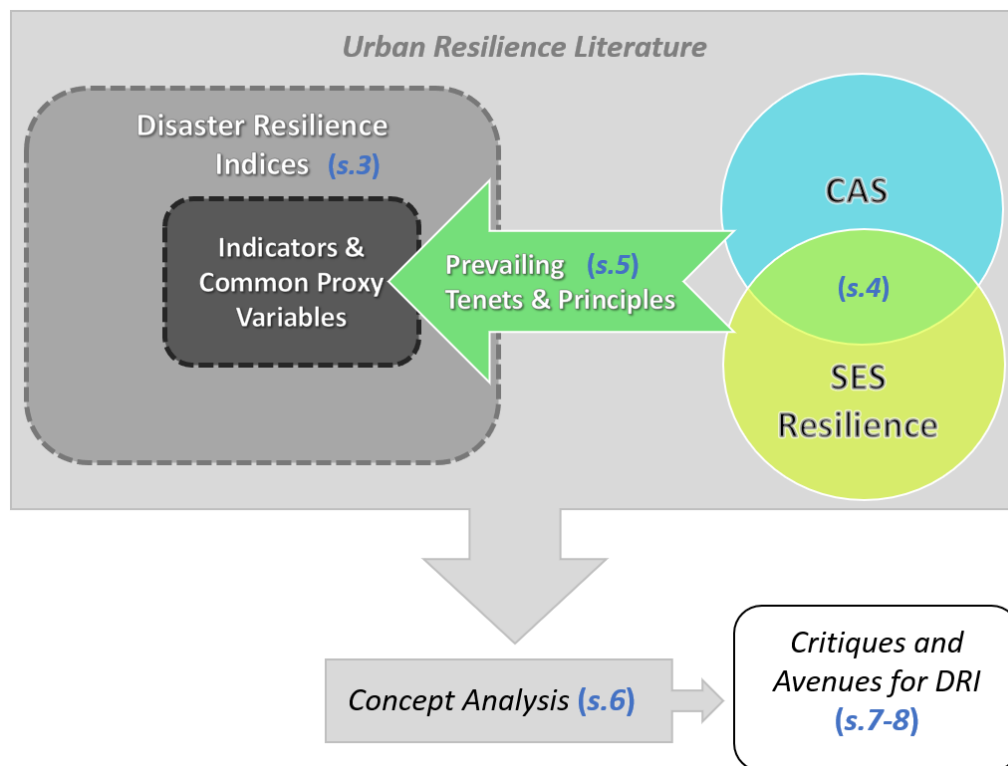 Urban Resilience Literature
Disaster Resilience
Indices (s.3)
Indicators &
Common Proxy
Variables
Prevailing (s.5)
Tenets & Principles
CAS
(s.4)
SES
Resilience
Concept Analysis (s.6)
Critiques and
Avenues for DRI
(s.7-8)